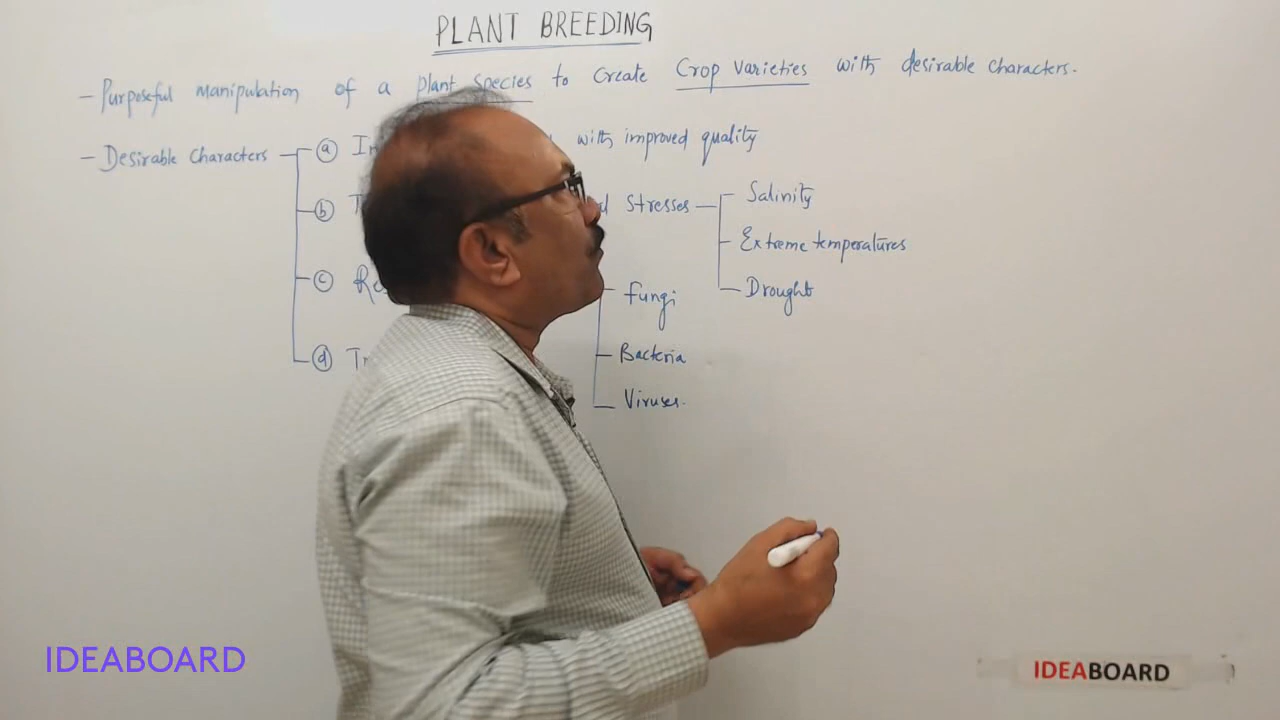 PLANT BREEDING
- Purposeful manipulation of a plant species to create Crop varieties with desirable characters.
- Desirable characters
(a) with improved quality
(b) stresses
Salinity
Extreme temperatures
Drought
(c)
Fungi
Bacteria
Viruses.
(d)
IDEABOARD
IDEABOARD